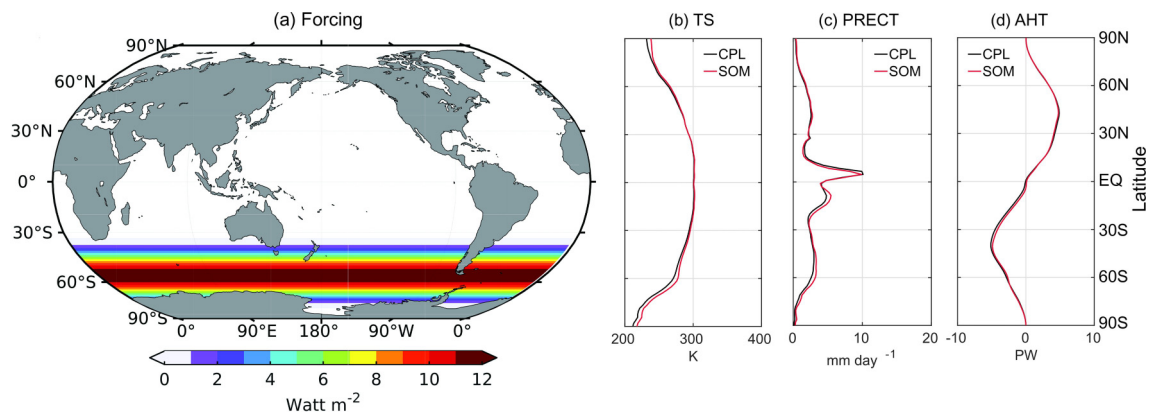 (a) Forcing
90°N
60°N
30°N
0°
30°S
60°S
90°S
0°
90°E
180°
90°W
0°
0
2
4
6
8
10
12
Watt m⁻²
(b) TS
CPL
SOM
200
300
400
K
(c) PRECT
CPL
SOM
0
10
20
mm day ⁻¹
(d) AHT
CPL
SOM
-10
0
10
PW
90N
60N
30N
EQ
30S
60S
90S
Latitude